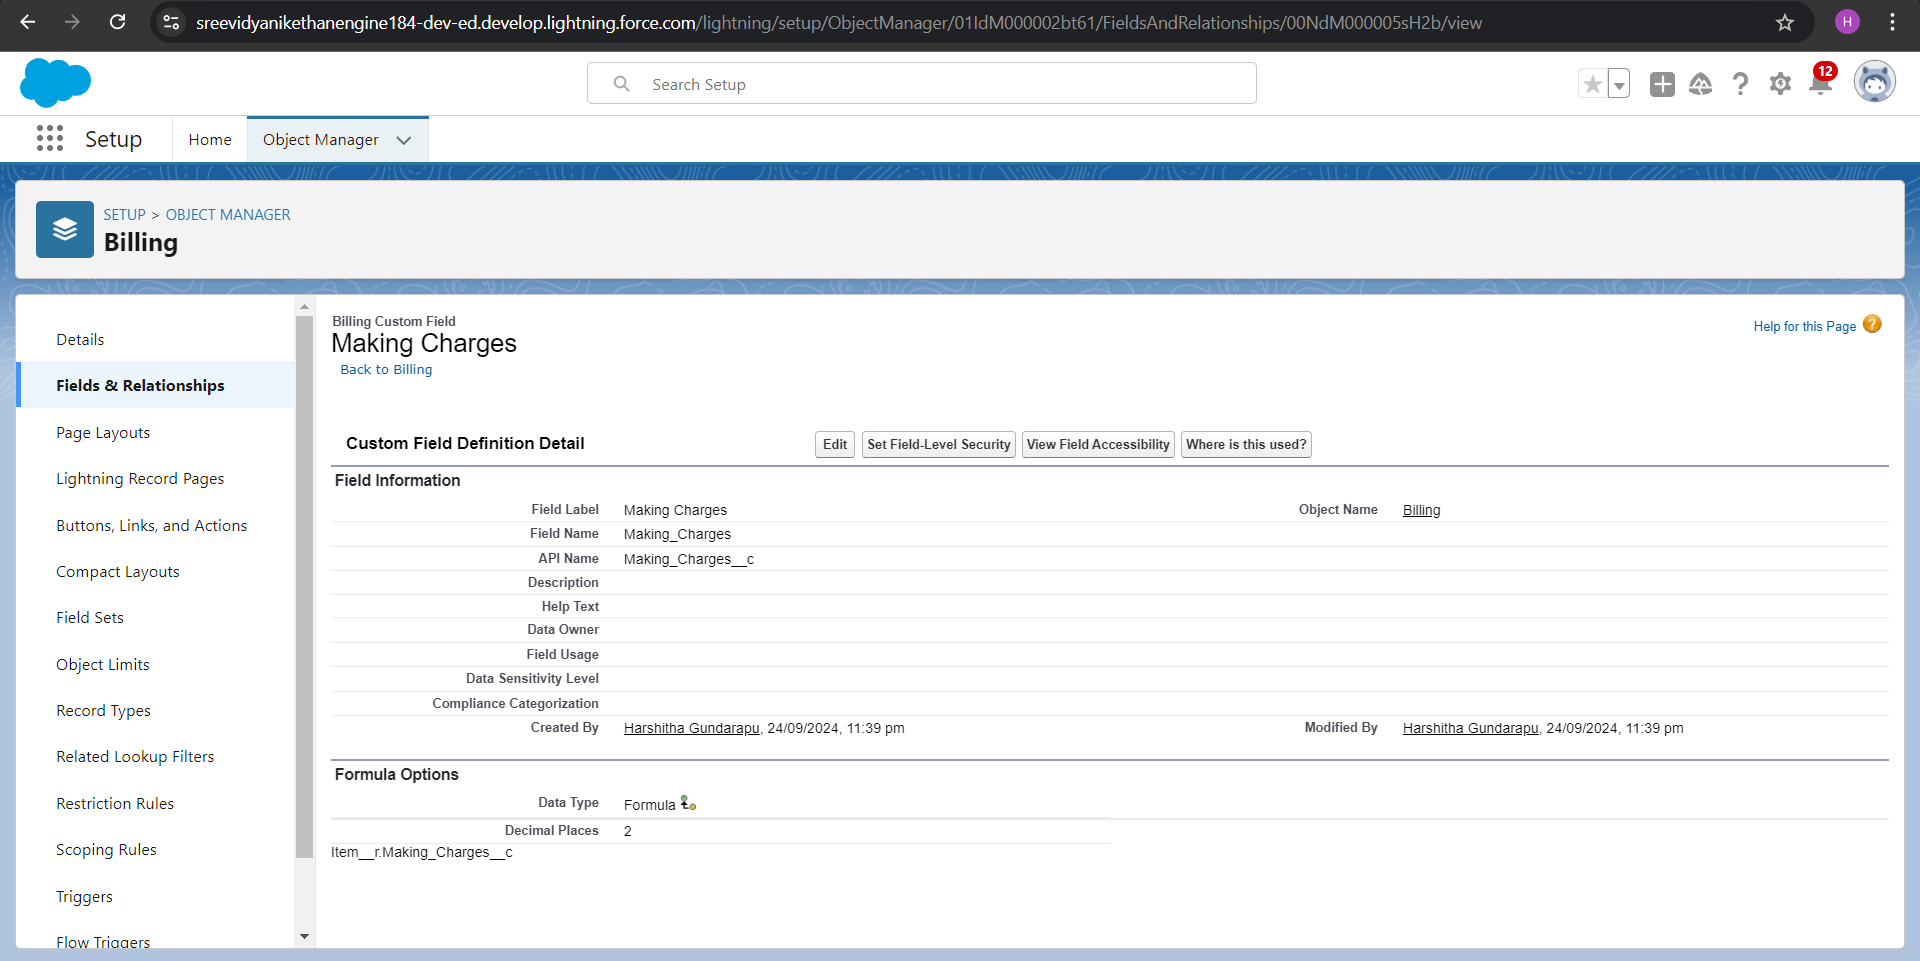 sreevidyanikethanengine184-dev-ed.develop.lightning.force.com/lightning/setup/ObjectManager/01IdM000002bt61/FieldsAndRelationships/00NdM000005sH2b/view
H
Search Setup
12
Setup
Home
Object Manager
SETUP > OBJECT MANAGER
Billing
Details
Fields & Relationships
Page Layouts
Lightning Record Pages
Buttons, Links, and Actions
Compact Layouts
Field Sets
Object Limits
Record Types
Related Lookup Filters
Restriction Rules
Scoping Rules
Triggers
Flow Triggers
Billing Custom Field
Making Charges
Back to Billing
Help for this Page ?
Custom Field Definition Detail
Edit
Set Field-Level Security
View Field Accessibility
Where is this used?
Field Information
Field Label Making Charges Object Name Billing
Field Name Making_Charges
API Name Making_Charges__c
Description
Help Text
Data Owner
Field Usage
Data Sensitivity Level
Compliance Categorization
Created By Harshitha Gundarapu, 24/09/2024, 11:39 pm Modified By Harshitha Gundarapu, 24/09/2024, 11:39 pm
Formula Options
Data Type Formula
Decimal Places 2
Item__r.Making_Charges__c